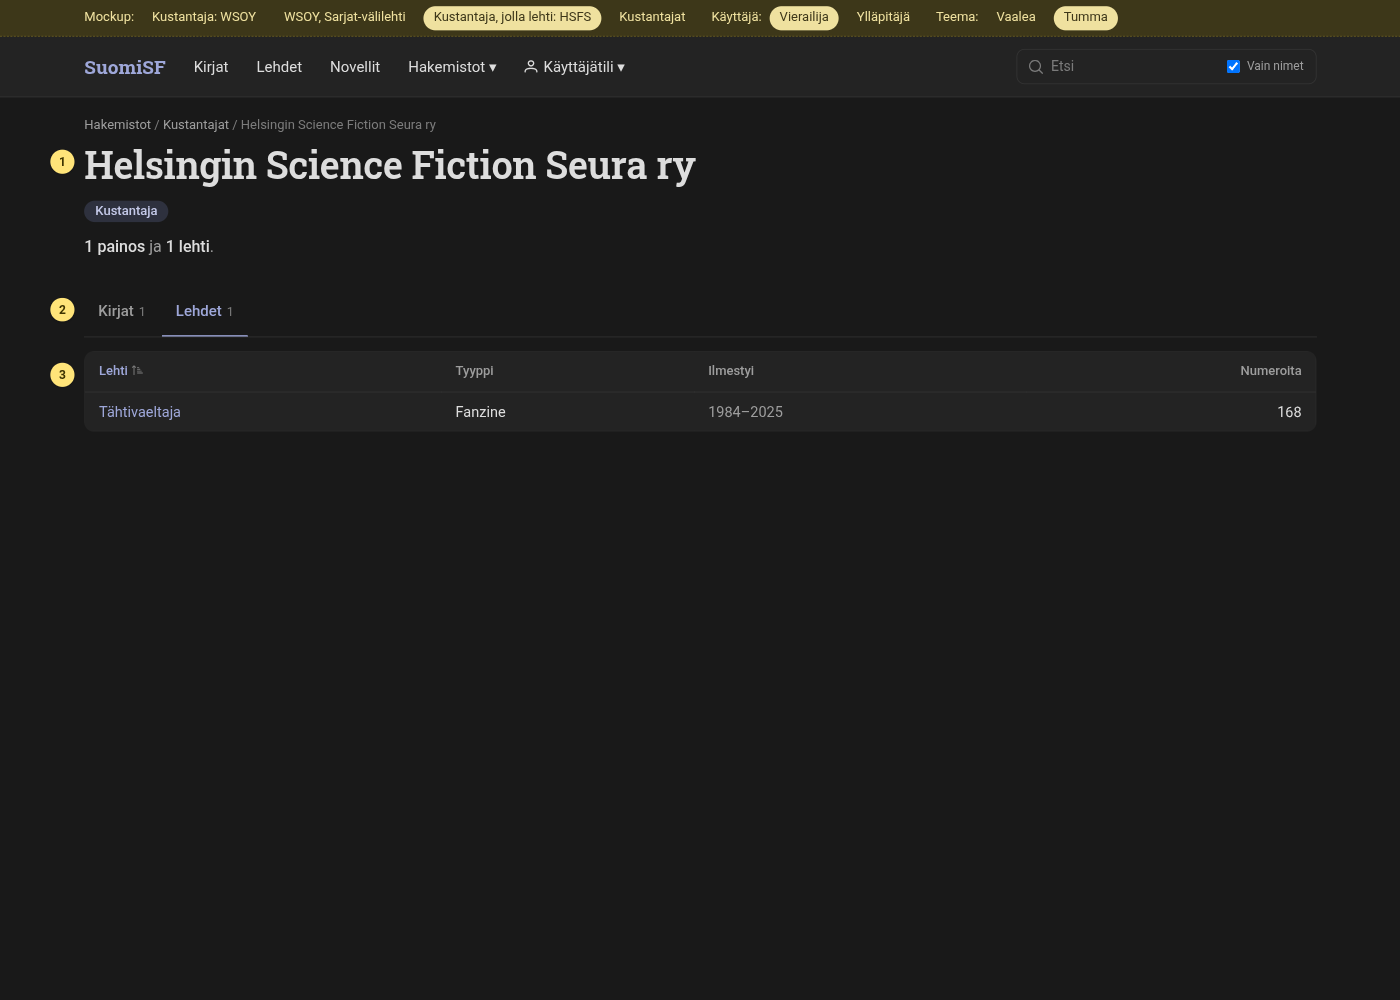 Mockup: Kustantaja: WSOY WSOY, Sarjat-välilehti Kustantaja, jolla lehti: HSFS Kustantajat Käyttäjä: Vierailija Ylläpitäjä Teema: Vaalea Tumma
SuomiSF Kirjat Lehdet Novellit Hakemistot ▾ Käyttäjätili ▾ Etsi Vain nimet
Hakemistot / Kustantajat / Helsingin Science Fiction Seura ry
1 Helsingin Science Fiction Seura ry
Kustantaja
1 painos ja 1 lehti.
2 Kirjat 1 Lehdet 1
3 Lehti Tyyppi Ilmestyi Numeroita
Tähtivaeltaja Fanzine 1984–2025 168